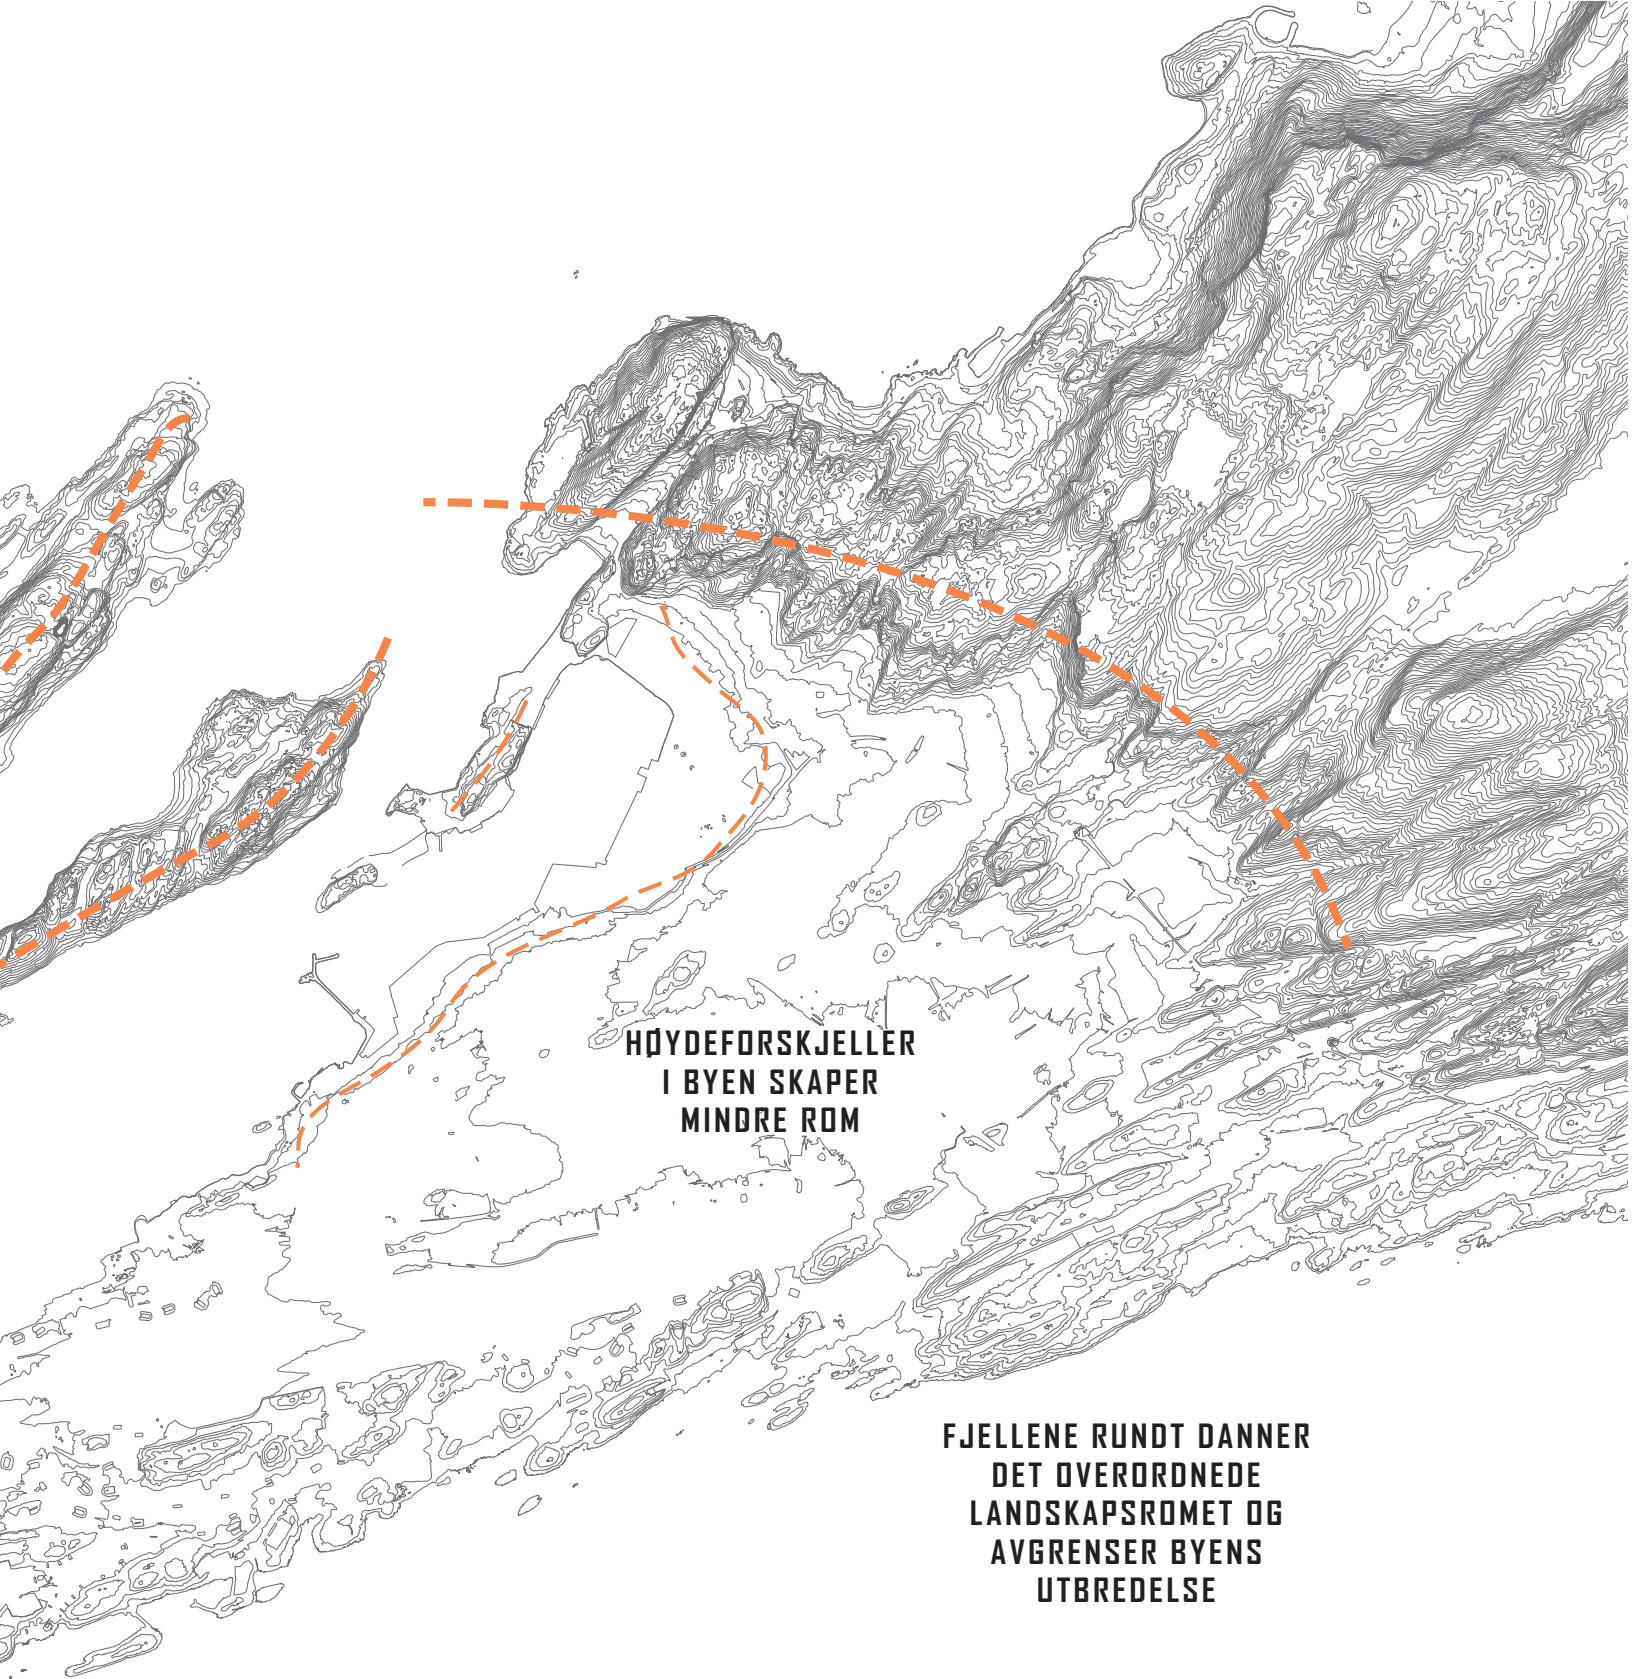 HØYDEFORSKJELLER
I BYEN SKAPER
MINDRE ROM
FJELLENE RUNDT DANNER
DET OVERORDNEDE
LANDSKAPSROMET OG
AVGRENSER BYENS
UTBREDELSE